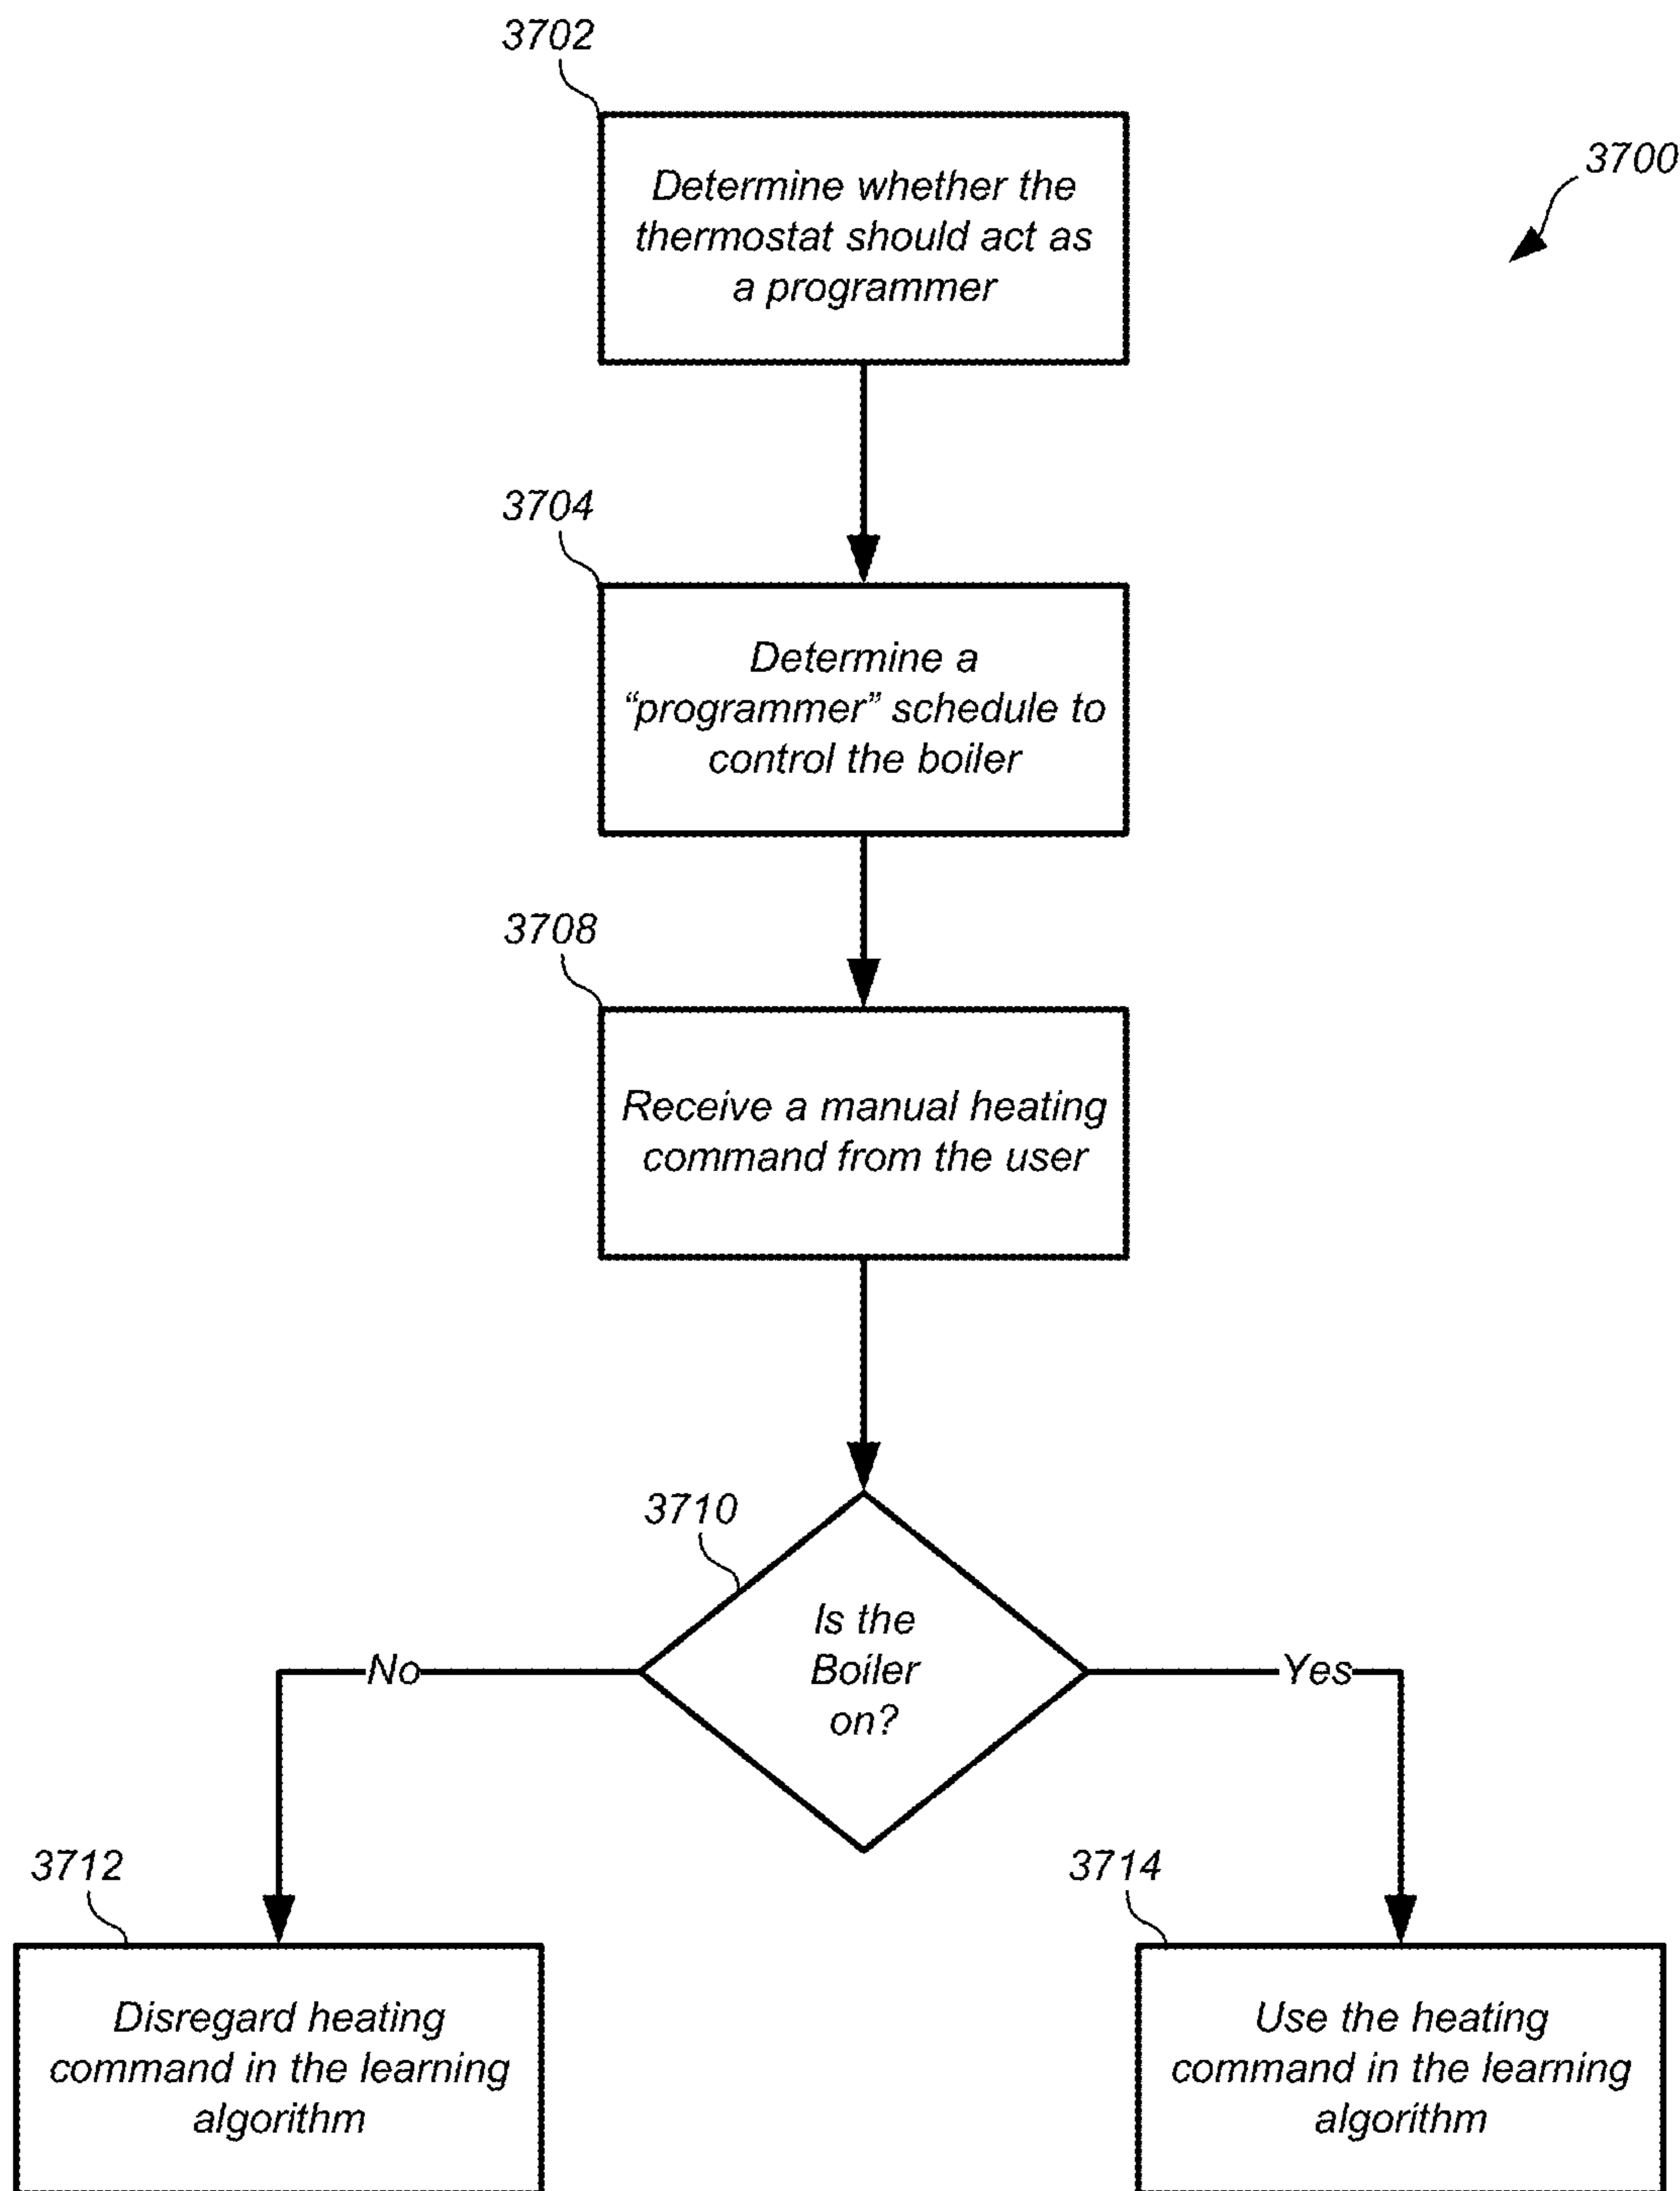 3702
3700
Determine whether the
thermostat should act as
a programmer
3704
Determine a
“programmer” schedule to
control the boiler
3708
Receive a manual heating
command from the user
3710
Is the
Boiler
on?
No
Yes
3712
3714
Disregard heating
command in the learning
algorithm
Use the heating
command in the learning
algorithm